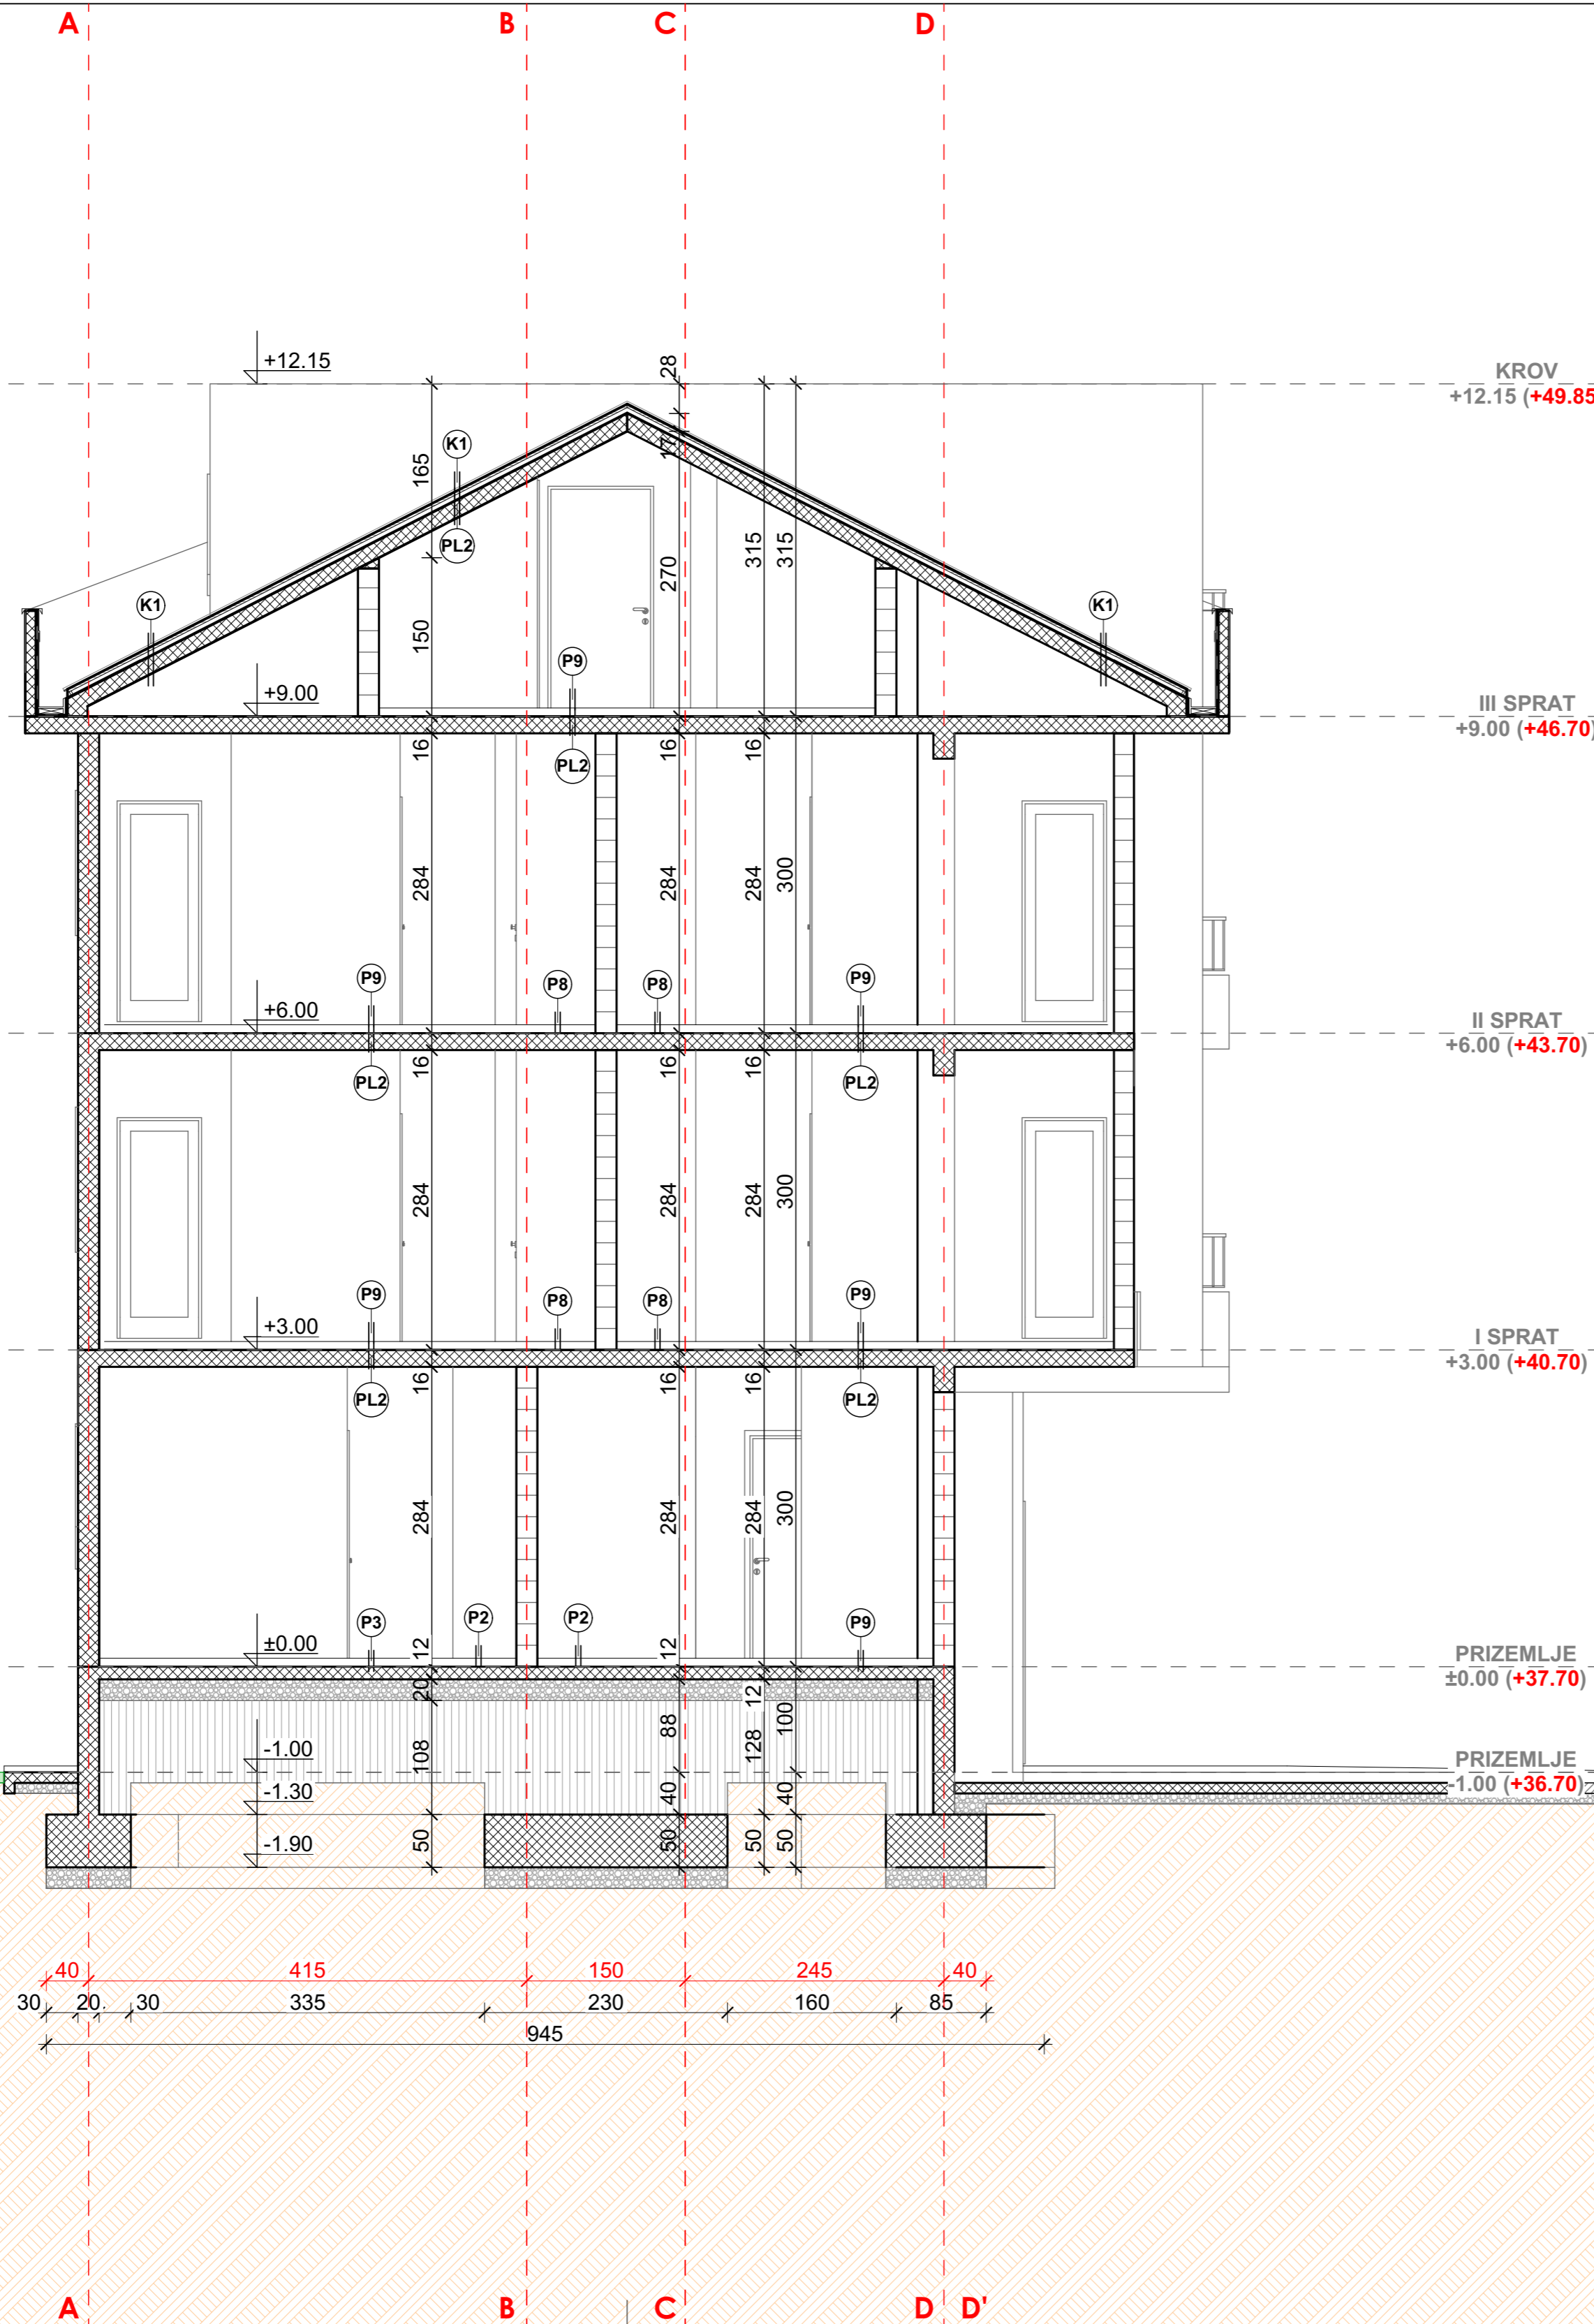 A B C D
+12.15
28
KROV
+12.15 (+49.85
17
K1
165
PL2
315 315
270
K1 K1
150
P9
+9.00
III SPRAT
+9.00 (+46.70)
16 16 16
PL2
284 284 284 300
P9 P8 P8 P9
+6.00
II SPRAT
+6.00 (+43.70)
16 16 16
PL2 PL2
284 284 284 300
P9 P8 P8 P9
+3.00
I SPRAT
+3.00 (+40.70)
16 16 16
PL2 PL2
284 284 284 300
P3 P2 P2 P9
±0.00
12 12
PRIZEMLJE
±0.00 (+37.70)
20 12
88 100
-1.00
108 128
PRIZEMLJE
-1.00 (+36.70)
-1.30
40 40
-1.90
50 50 50 50
40 415 150 245 40
30 20 30 335 230 160 85
945
A B C D D'